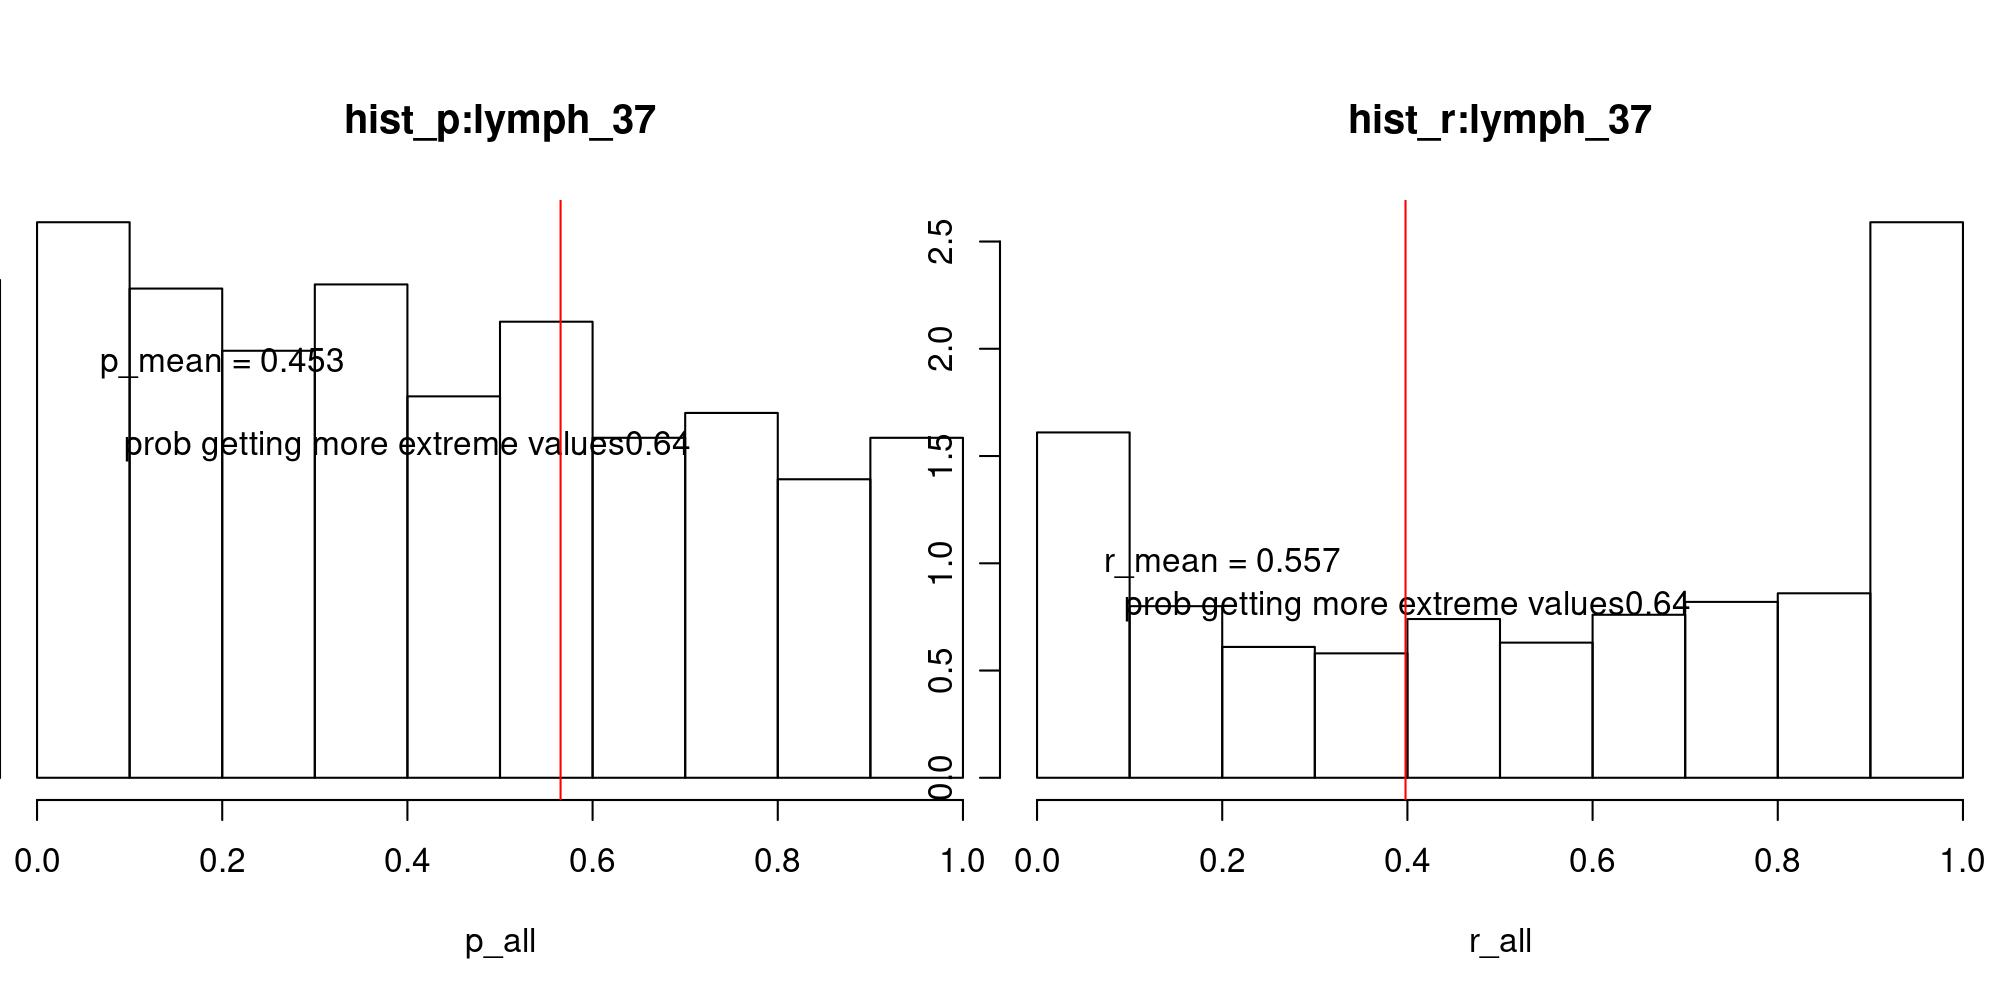 hist_p:lymph_37
p_mean = 0.453
prob getting more extreme values0.64
0.0 0.2 0.4 0.6 0.8 1.0
p_all
hist_r:lymph_37
2.5
2.0
1.5
1.0
0.5
0.0
r_mean = 0.557
prob getting more extreme values0.64
0.0 0.2 0.4 0.6 0.8 1.0
r_all